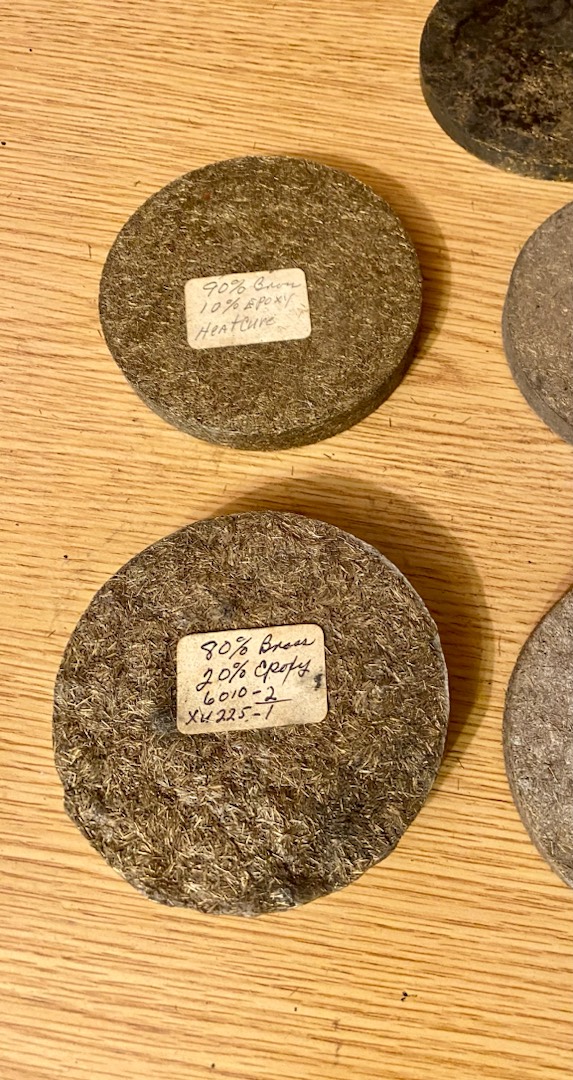 90% Brass
10% EPOXY
HeAtCure
80% Brass
20% Epoxy
6010-2
XU225-1